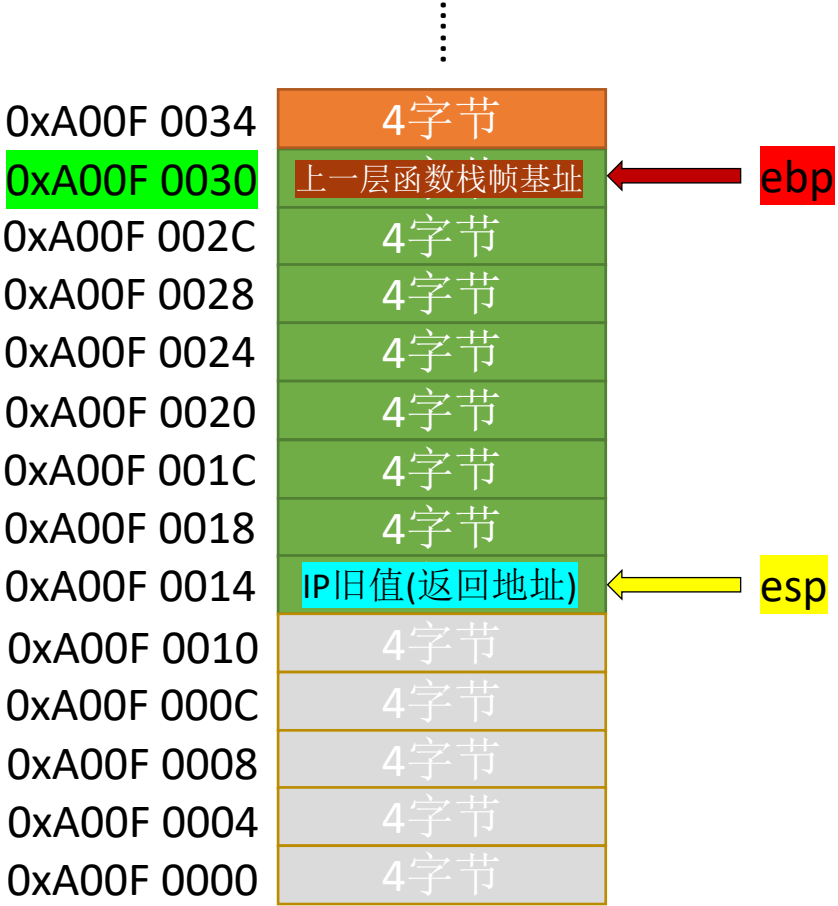 ……
0xA00F 0034 4字节
0xA00F 0030 上一层函数栈帧基址 ebp
0xA00F 002C 4字节
0xA00F 0028 4字节
0xA00F 0024 4字节
0xA00F 0020 4字节
0xA00F 001C 4字节
0xA00F 0018 4字节
0xA00F 0014 IP旧值(返回地址) esp
0xA00F 0010 4字节
0xA00F 000C 4字节
0xA00F 0008 4字节
0xA00F 0004 4字节
0xA00F 0000 4字节